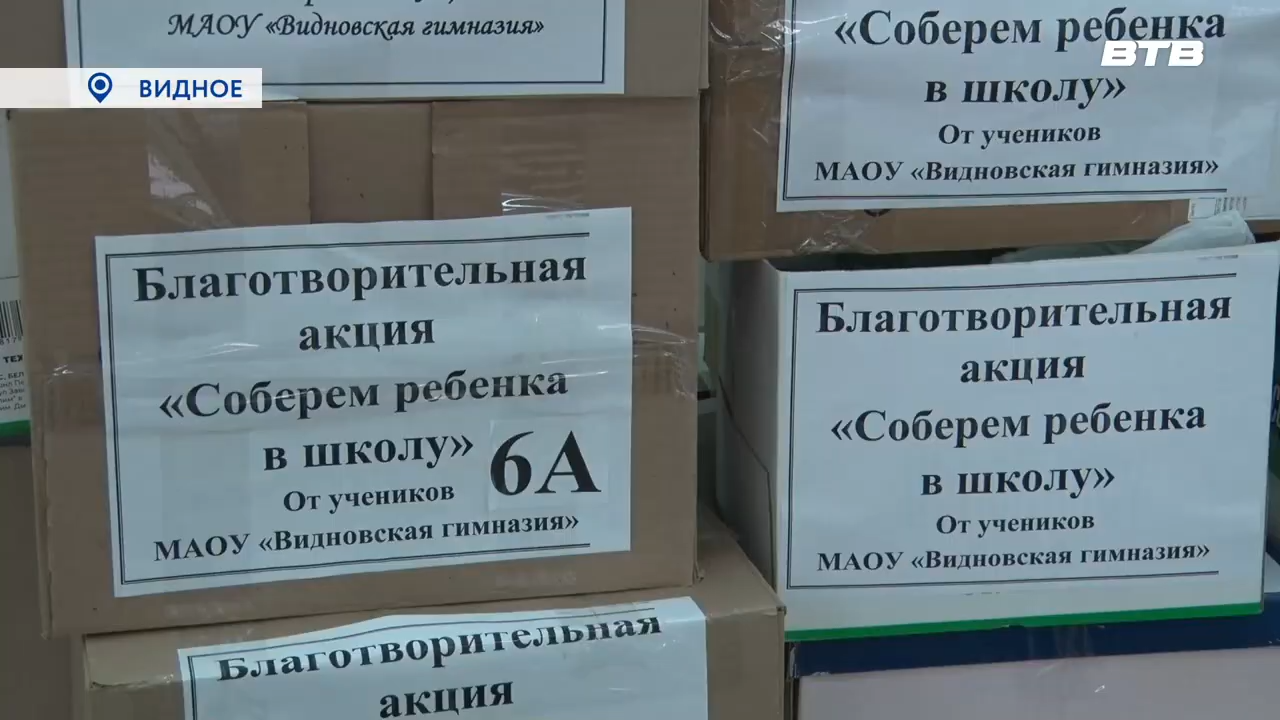 МАОУ «Видновская гимназия»
ВИДНОЕ
«Соберем ребенка
в школу»
От учеников
МАОУ «Видновская гимназия»
ВТВ
Благотворительная
акция
«Соберем ребенка
в школу»
6А
От учеников
МАОУ «Видновская гимназия»
Благотворительная
акция
«Соберем ребенка
в школу»
От учеников
МАОУ «Видновская гимназия»
Благотворительная
акция